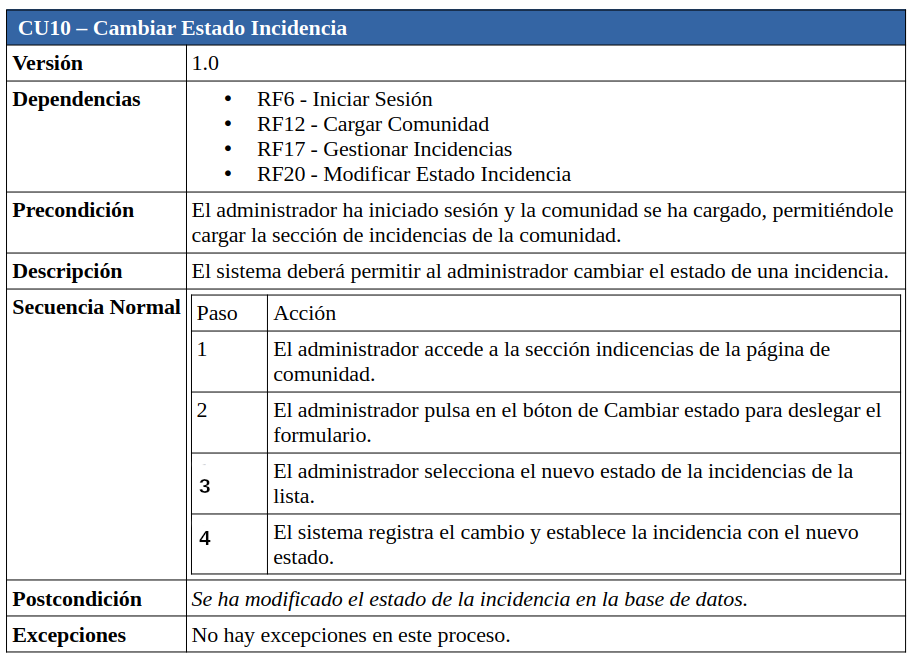 CU10 – Cambiar Estado Incidencia
Versión 1.0
Dependencias • RF6 - Iniciar Sesión
• RF12 - Cargar Comunidad
• RF17 - Gestionar Incidencias
• RF20 - Modificar Estado Incidencia
Precondición El administrador ha iniciado sesión y la comunidad se ha cargado, permitiéndole
cargar la sección de incidencias de la comunidad.
Descripción El sistema deberá permitir al administrador cambiar el estado de una incidencia.
Secuencia Normal Paso Acción
1 El administrador accede a la sección indicencias de la página de
comunidad.
2 El administrador pulsa en el bóton de Cambiar estado para deslegar el
formulario.
3 El administrador selecciona el nuevo estado de la incidencias de la
lista.
4 El sistema registra el cambio y establece la incidencia con el nuevo
estado.
Postcondición Se ha modificado el estado de la incidencia en la base de datos.
Excepciones No hay excepciones en este proceso.